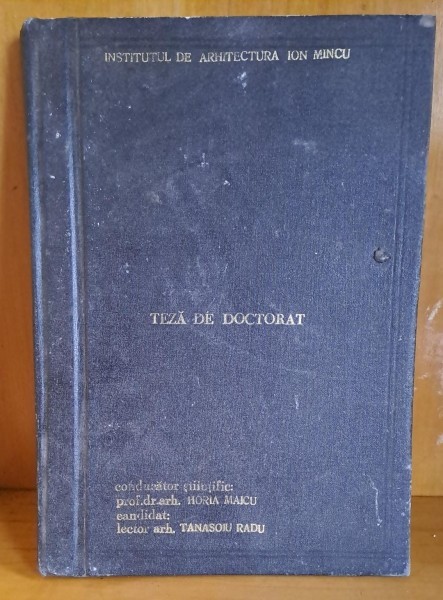 INSTITUTUL DE ARHITECTURA ION MINCU
TEZĂ DE DOCTORAT
conducător ştiinţific:
prof.dr.arh. HORIA MAICU
candidat:
lector arh. TANASOIU RADU